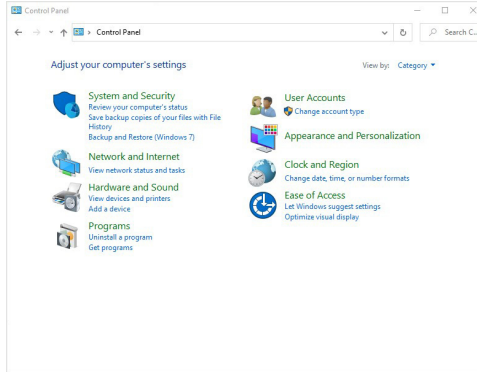 Control Panel
Control Panel
Search C...
Adjust your computer's settings
View by: Category
System and Security
Review your computer's status
Save backup copies of your files with File
History
Backup and Restore (Windows 7)
Network and Internet
View network status and tasks
Hardware and Sound
View devices and printers
Add a device
Programs
Uninstall a program
Get programs
User Accounts
Change account type
Appearance and Personalization
Clock and Region
Change date, time, or number formats
Ease of Access
Let Windows suggest settings
Optimize visual display